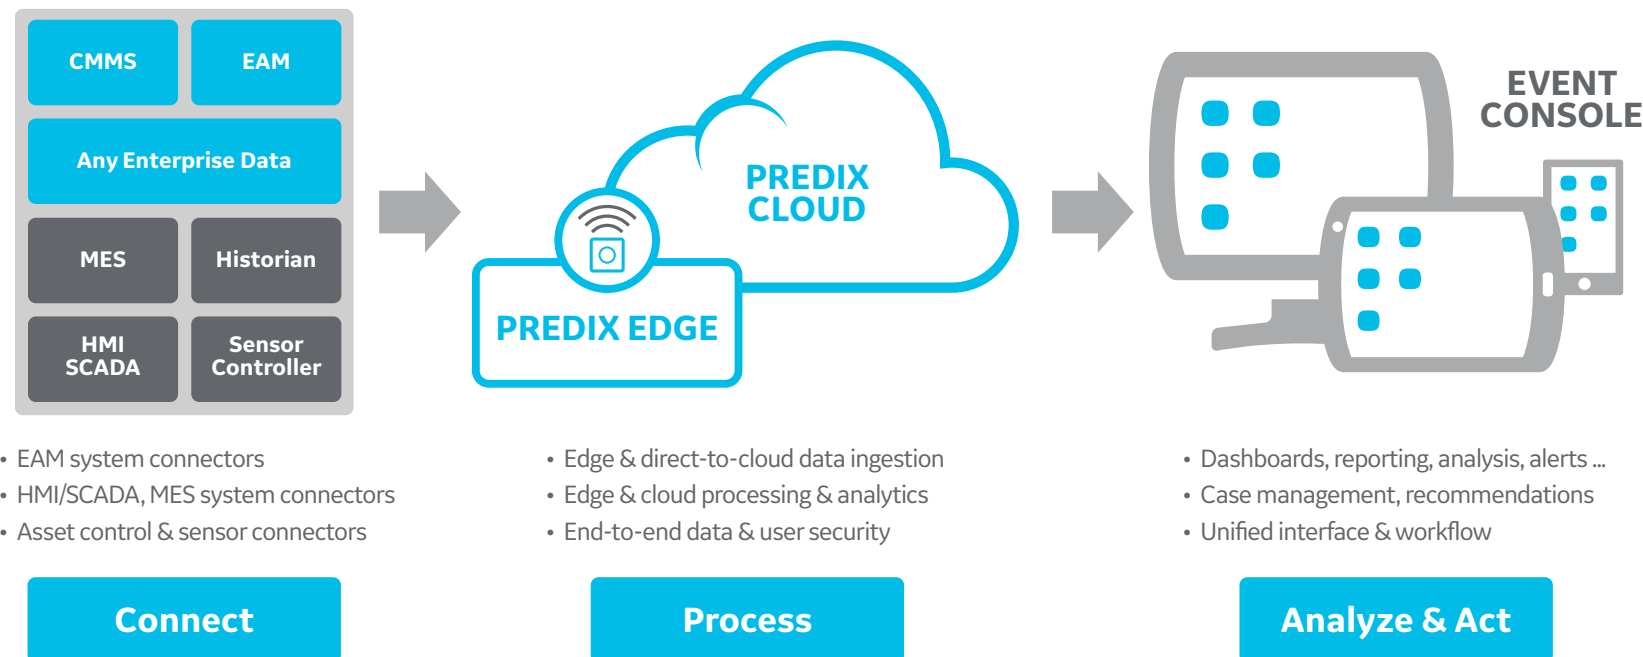 CMMS
EAM
Any Enterprise Data
MES
Historian
HMI
SCADA
Sensor
Controller
PREDIX
CLOUD
PREDIX EDGE
EVENT
CONSOLE
• EAM system connectors
• HMI/SCADA, MES system connectors
• Asset control & sensor connectors
• Edge & direct-to-cloud data ingestion
• Edge & cloud processing & analytics
• End-to-end data & user security
• Dashboards, reporting, analysis, alerts ...
• Case management, recommendations
• Unified interface & workflow
Connect
Process
Analyze & Act